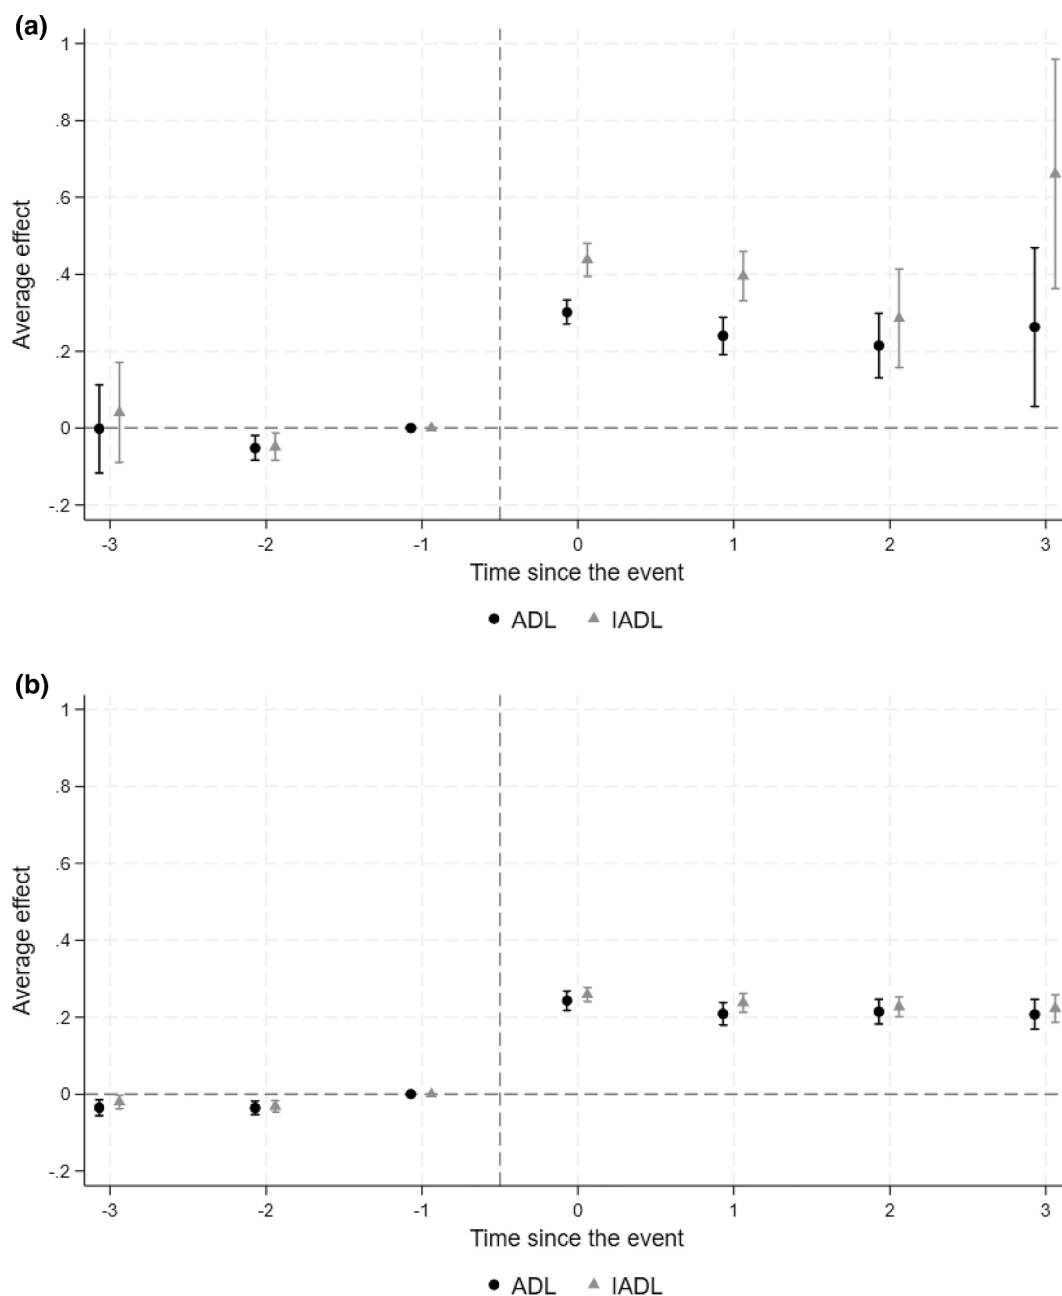 (a)
1
.8
.6
.4
.2
0
-.2
Average effect
-3 -2 -1 0 1 2 3
Time since the event
ADL IADL
(b)
1
.8
.6
.4
.2
0
-.2
Average effect
-3 -2 -1 0 1 2 3
Time since the event
ADL IADL